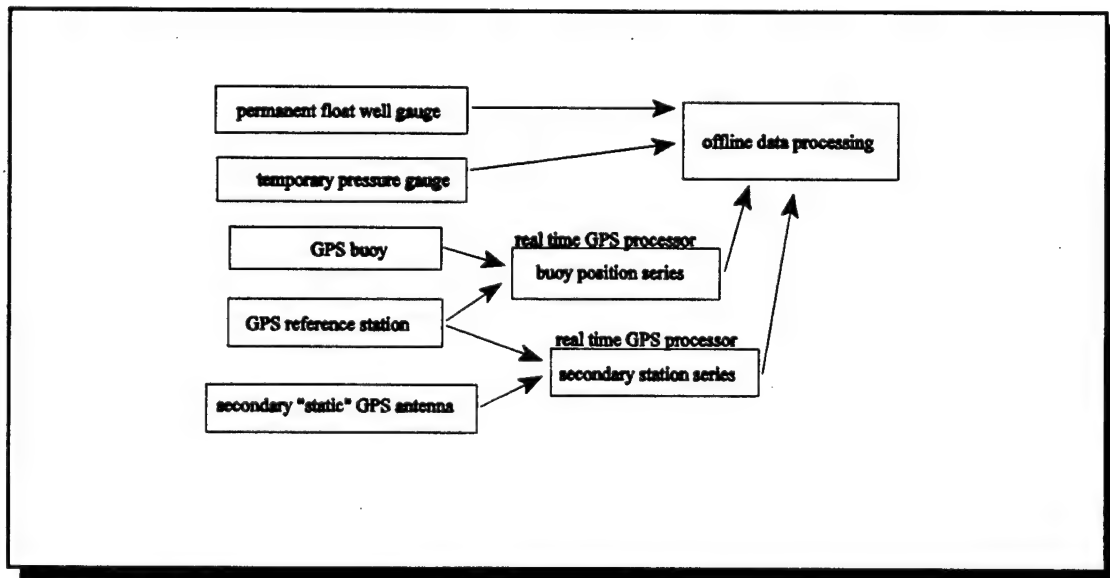 permanent float well gauge
offline data processing
temporary pressure gauge
GPS buoy
real time GPS processor
buoy position series
GPS reference station
real time GPS processor
secondary station series
secondary "static" GPS antenna